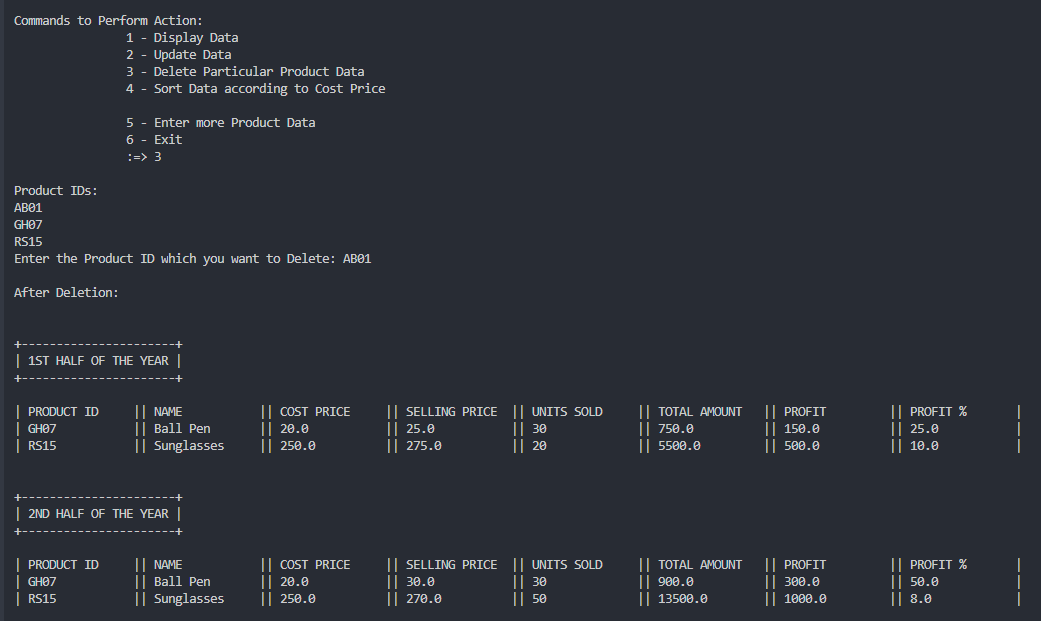 Commands to Perform Action:
1 - Display Data
2 - Update Data
3 - Delete Particular Product Data
4 - Sort Data according to Cost Price
5 - Enter more Product Data
6 - Exit
:=> 3
Product IDs:
AB01
GH07
RS15
Enter the Product ID which you want to Delete: AB01
After Deletion:
+----------------------+
| 1ST HALF OF THE YEAR |
+----------------------+
| PRODUCT ID || NAME || COST PRICE || SELLING PRICE || UNITS SOLD || TOTAL AMOUNT || PROFIT || PROFIT % |
| GH07 || Ball Pen || 20.0 || 25.0 || 30 || 750.0 || 150.0 || 25.0 |
| RS15 || Sunglasses || 250.0 || 275.0 || 20 || 5500.0 || 500.0 || 10.0 |
+----------------------+
| 2ND HALF OF THE YEAR |
+----------------------+
| PRODUCT ID || NAME || COST PRICE || SELLING PRICE || UNITS SOLD || TOTAL AMOUNT || PROFIT || PROFIT % |
| GH07 || Ball Pen || 20.0 || 30.0 || 30 || 900.0 || 300.0 || 50.0 |
| RS15 || Sunglasses || 250.0 || 270.0 || 50 || 13500.0 || 1000.0 || 8.0 |